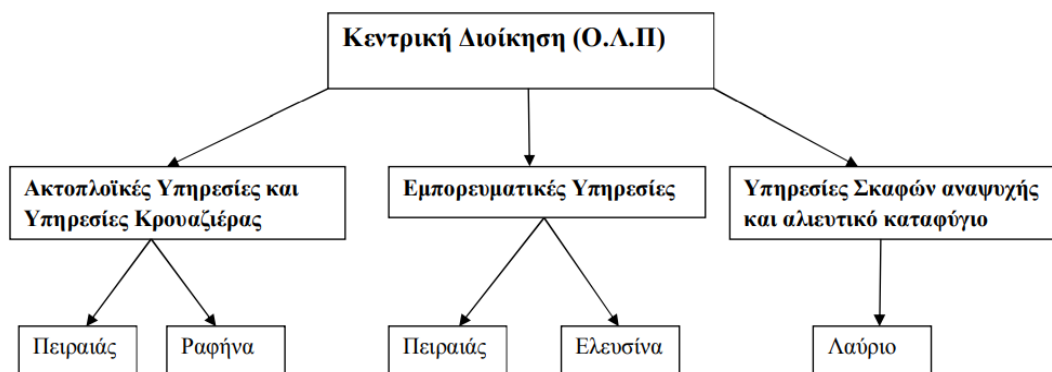 Κεντρική Διοίκηση (Ο.Λ.Π)
Ακτοπλοϊκές Υπηρεσίες και
Υπηρεσίες Κρουαζιέρας
Εμπορευματικές Υπηρεσίες
Υπηρεσίες Σκαφών αναψυχής
και αλιευτικό καταφύγιο
Πειραιάς
Ραφήνα
Πειραιάς
Ελευσίνα
Λαύριο